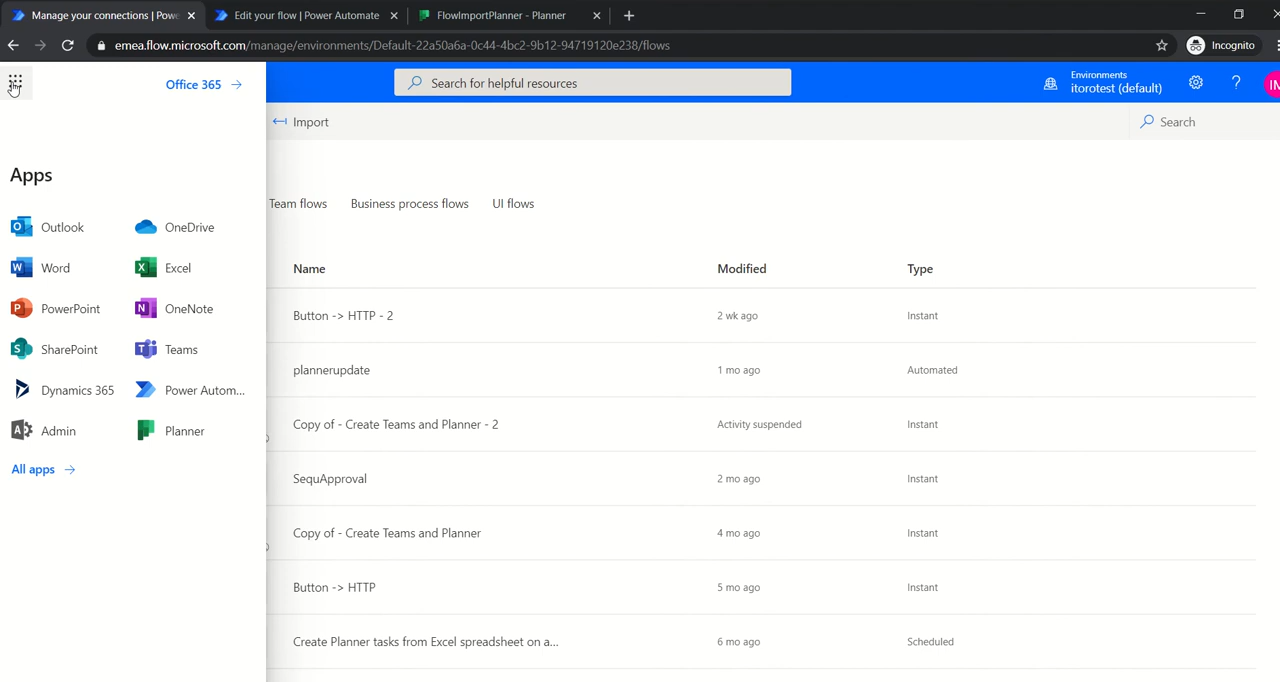 Manage your connections | Powe
Edit your flow | Power Automate
FlowImportPlanner - Planner
emea.flow.microsoft.com/manage/environments/Default-22a50a6a-0c44-4bc2-9b12-94719120e238/flows
Incognito
Office 365
Search for helpful resources
Environments
itorotest (default)
?
IN
Import
Search
Apps
Team flows Business process flows UI flows
Outlook OneDrive
Word Excel
PowerPoint OneNote
SharePoint Teams
Dynamics 365 Power Autom...
Admin Planner
All apps
Name Modified Type
Button -> HTTP - 2 2 wk ago Instant
plannerupdate 1 mo ago Automated
Copy of - Create Teams and Planner - 2 Activity suspended Instant
SequApproval 2 mo ago Instant
Copy of - Create Teams and Planner 4 mo ago Instant
Button -> HTTP 5 mo ago Instant
Create Planner tasks from Excel spreadsheet on a... 6 mo ago Scheduled